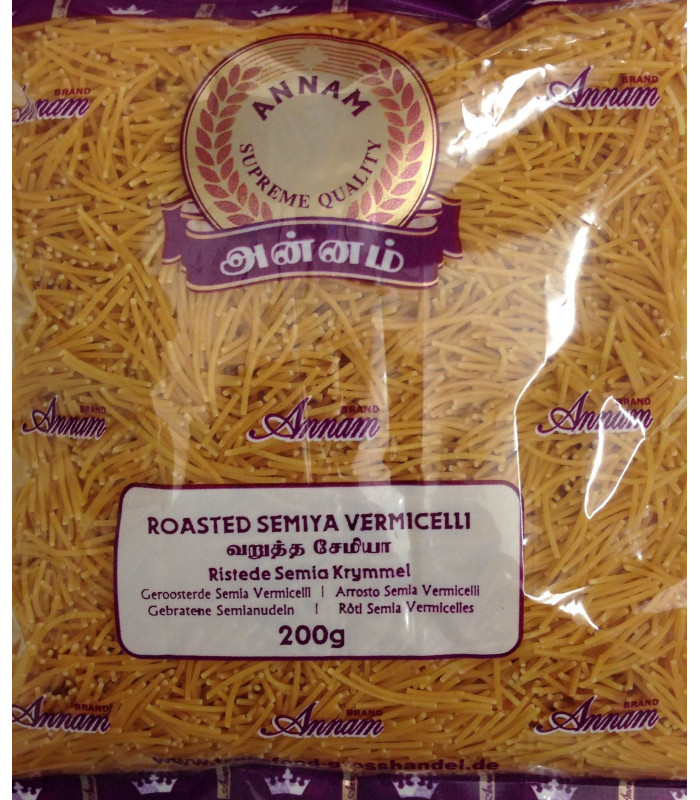 BRAND
Annam
BRAND
Annam
ANNAM
SUPREME QUALITY
அன்னம்
BRAND
Annam
BRAND
Annam
BRAND
Annam
ROASTED SEMIYA VERMICELLI
வறுத்த சேமியா
Ristede Semia Krymmel
Geroosterde Semia Vermicelli | Arrosto Semia Vermicelli
Gebratene Semianudeln | Rôti Semia Vermicelles
200g
BRAND
Annam
BRAND
Annam
BRAND
Annam